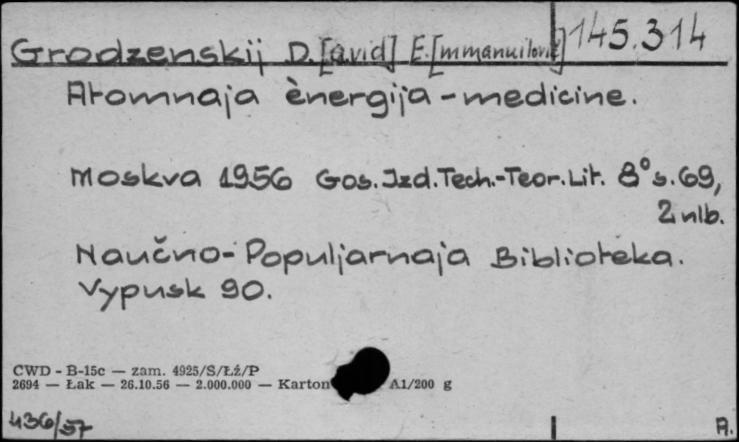 Grodzenskij D.[avid] E.[mmanuilovič] 145.314
Atomnaja ènergija - medicine.
Moskva 1956 Gos. Izd. Tech.-Teor. Lit. 8° s. 69,
2 nlb.
Naučno-Populjarnaja Biblioteka.
Vypusk 90.
CWD - B-15c — zam. 4925/S/Łź/P
2694 — Łak — 26.10.56 — 2.000.000 — Karton A1/200 g
436/57 A.